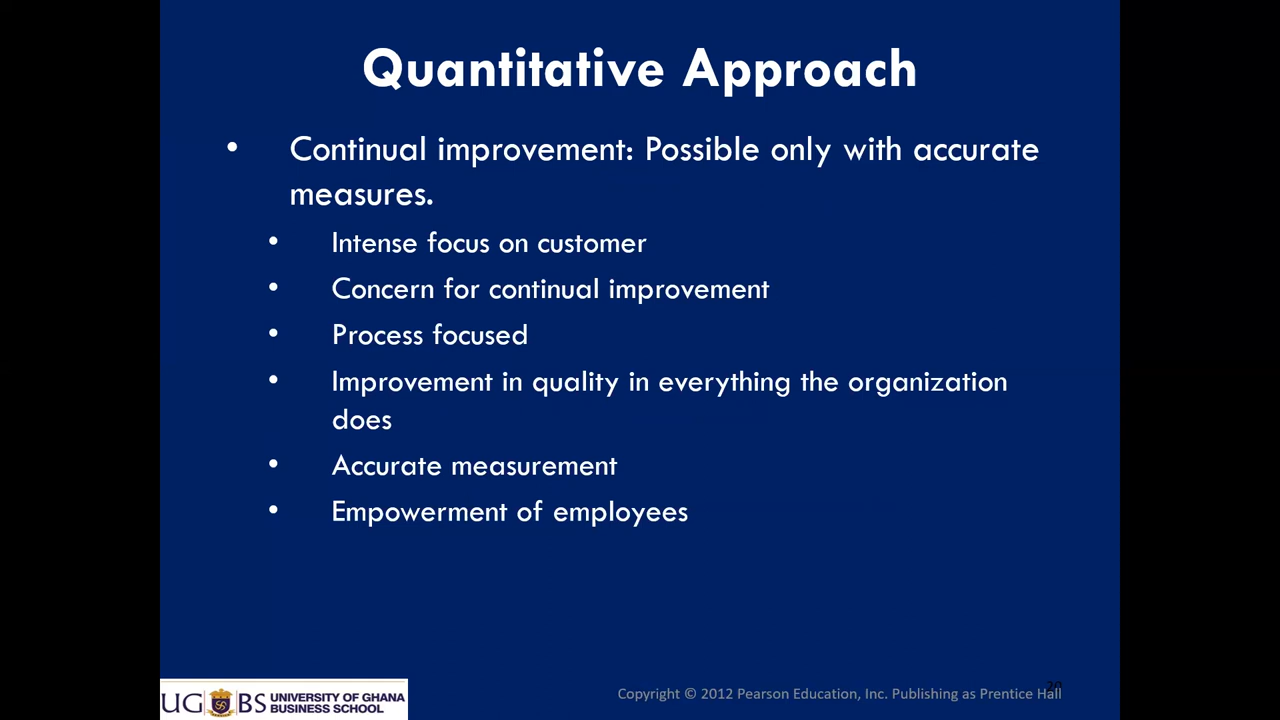 Quantitative Approach
• Continual improvement: Possible only with accurate
measures.
• Intense focus on customer
• Concern for continual improvement
• Process focused
• Improvement in quality in everything the organization
does
• Accurate measurement
• Empowerment of employees
UGBS UNIVERSITY OF GHANA
BUSINESS SCHOOL
Copyright © 2012 Pearson Education, Inc. Publishing as Prentice Hall